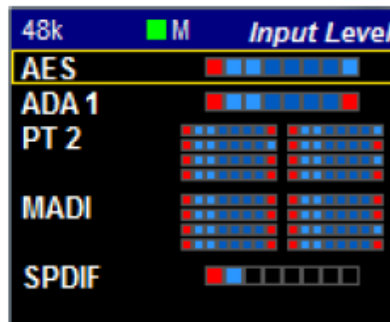 48k M Input Level
AES
ADA 1
PT 2
MADI
SPDIF